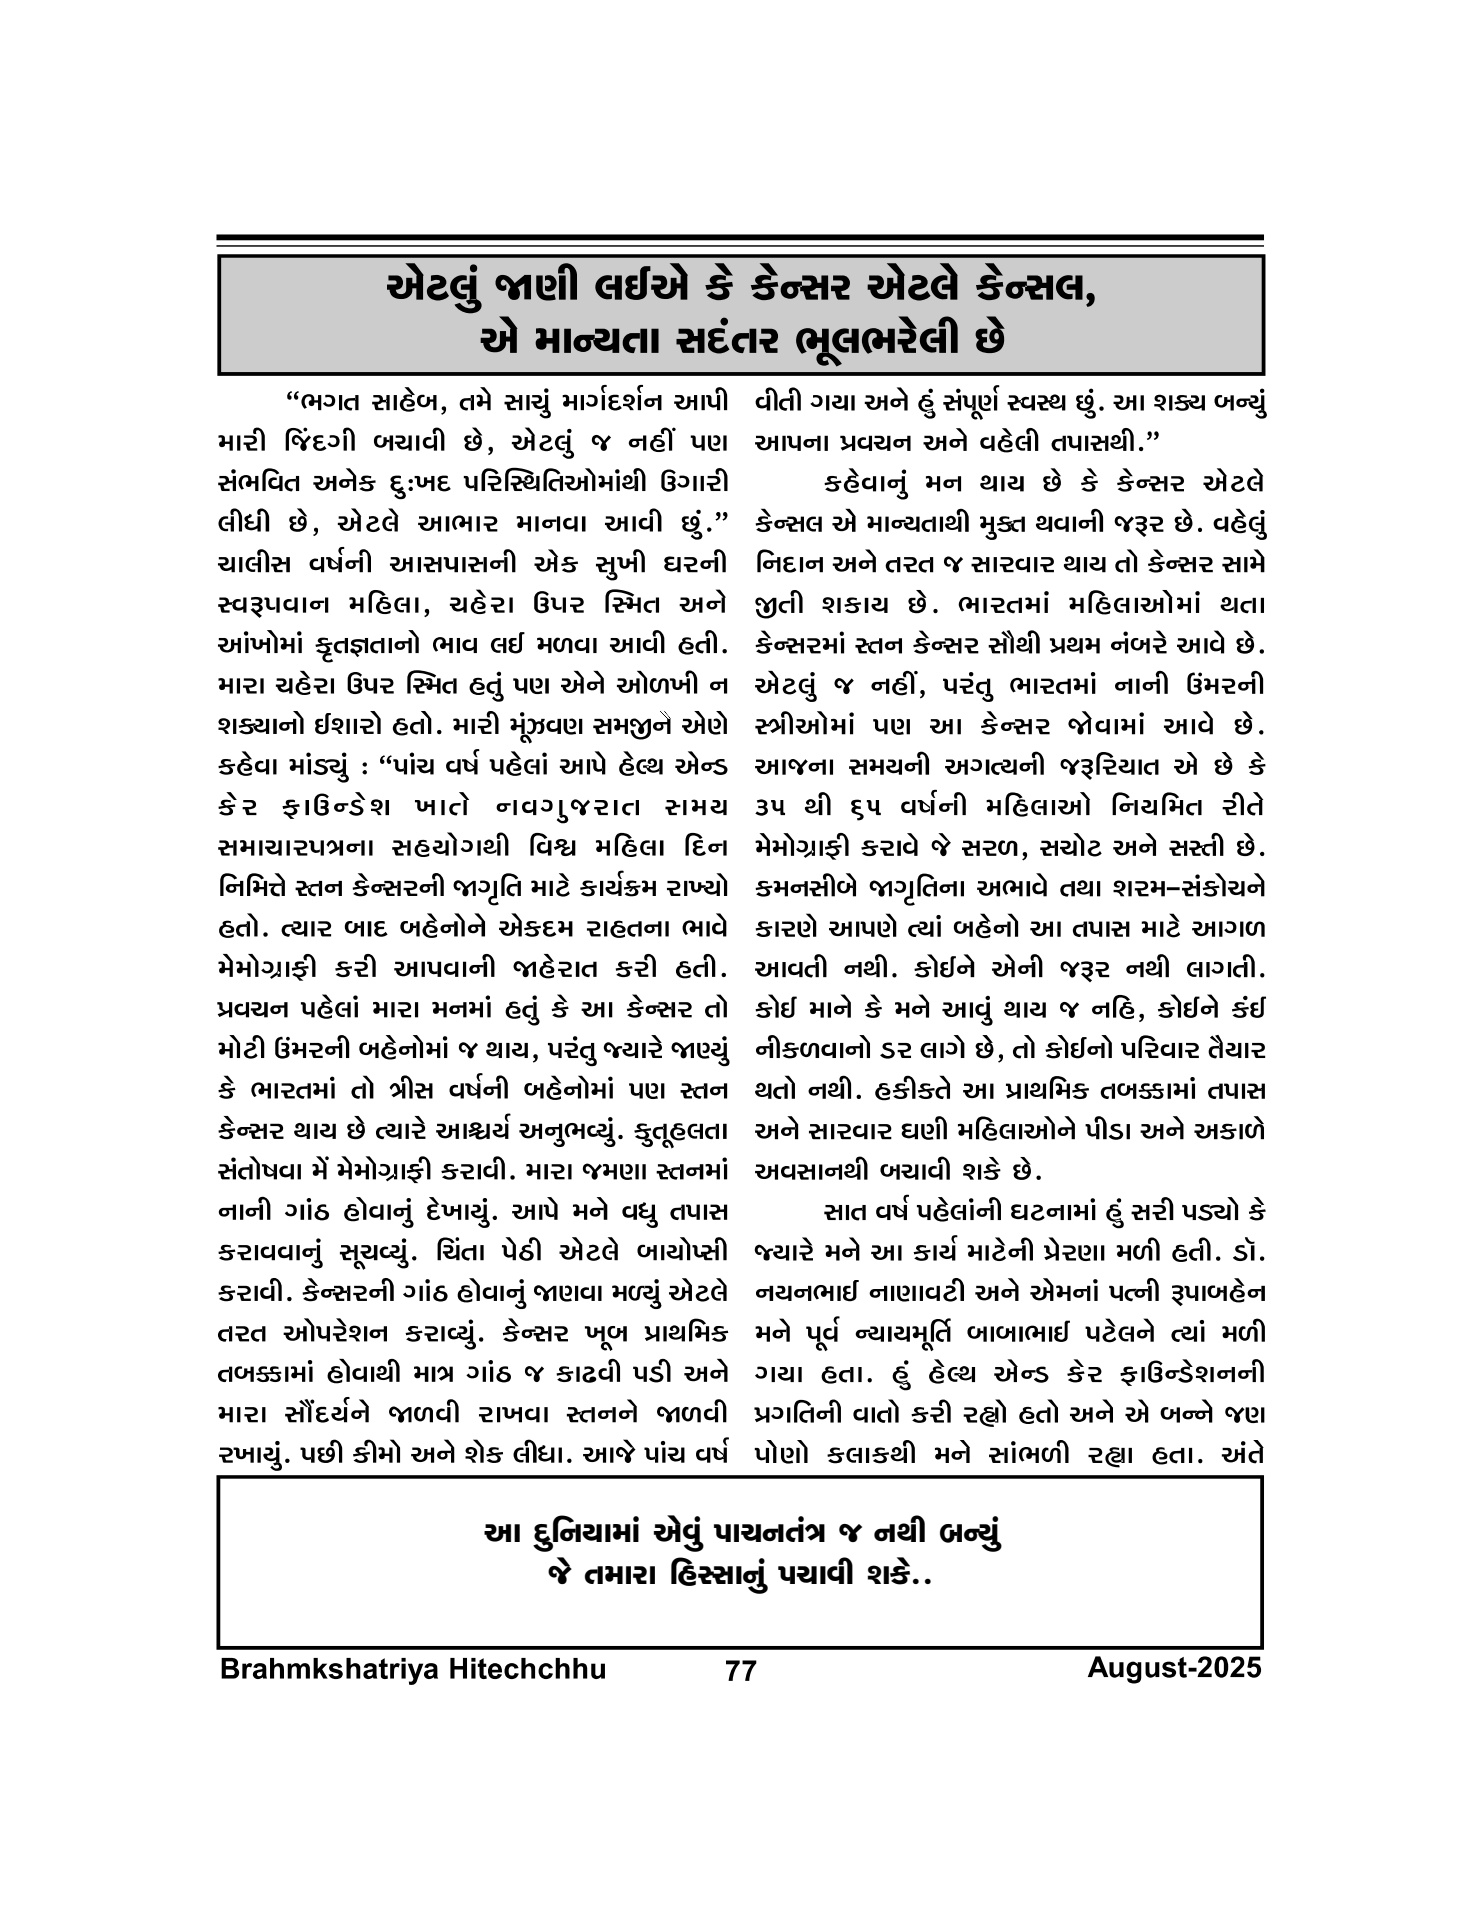 એટલું જાણી લઈએ કે કેન્સર એટલે કેન્સલ,
એ માન્યતા સદંતર ભૂલભરેલી છે
“ભગત સાહેબ, તમે સાચું માર્ગદર્શન આપી
મારી જિંદગી બચાવી છે, એટલું જ નહીં પણ
સંભવિત અનેક દુ:ખદ પરિસ્થિતિઓમાંથી ઉગારી
લીધી છે, એટલે આભાર માનવા આવી છું.”
ચાલીસ વર્ષની આસપાસની એક સુખી ઘરની
સ્વરૂપવાન મહિલા, ચહેરા ઉપર સ્મિત અને
આંખોમાં કૃતજ્ઞતાનો ભાવ લઈ મળવા આવી હતી.
મારા ચહેરા ઉપર સ્મિત હતું પણ એને ઓળખી ન
શક્યાનો ઈશારો હતો. મારી મૂંઝવણ સમજીને એણે
કહેવા માંડ્યું : “પાંચ વર્ષ પહેલાં આપે હેલ્થ એન્ડ
કેર ફાઉન્ડેશ ખાતે નવગુજરાત સમય
સમાચારપત્રના સહયોગથી વિશ્વ મહિલા દિન
નિમિત્તે સ્તન કેન્સરની જાગૃતિ માટે કાર્યક્રમ રાખ્યો
હતો. ત્યાર બાદ બહેનોને એકદમ રાહતના ભાવે
મેમોગ્રાફી કરી આપવાની જાહેરાત કરી હતી.
પ્રવચન પહેલાં મારા મનમાં હતું કે આ કેન્સર તો
મોટી ઉંમરની બહેનોમાં જ થાય, પરંતુ જ્યારે જાણ્યું
કે ભારતમાં તો ત્રીસ વર્ષની બહેનોમાં પણ સ્તન
કેન્સર થાય છે ત્યારે આશ્ચર્ય અનુભવ્યું. કુતૂહલતા
સંતોષવા મેં મેમોગ્રાફી કરાવી. મારા જમણા સ્તનમાં
નાની ગાંઠ હોવાનું દેખાયું. આપે મને વધુ તપાસ
કરાવવાનું સૂચવ્યું. ચિંતા પેઠી એટલે બાયોપ્સી
કરાવી. કેન્સરની ગાંઠ હોવાનું જાણવા મળ્યું એટલે
તરત ઓપરેશન કરાવ્યું. કેન્સર ખૂબ પ્રાથમિક
તબક્કામાં હોવાથી માત્ર ગાંઠ જ કાઢવી પડી અને
મારા સૌંદર્યને જાળવી રાખવા સ્તનને જાળવી
રખાયું. પછી કીમો અને શેક લીધા. આજે પાંચ વર્ષ
વીતી ગયા અને હું સંપૂર્ણ સ્વસ્થ છું. આ શક્ય બન્યું
આપના પ્રવચન અને વહેલી તપાસથી.”
કહેવાનું મન થાય છે કે કેન્સર એટલે
કેન્સલ એ માન્યતાથી મુક્ત થવાની જરૂર છે. વહેલું
નિદાન અને તરત જ સારવાર થાય તો કેન્સર સામે
જીતી શકાય છે. ભારતમાં મહિલાઓમાં થતા
કેન્સરમાં સ્તન કેન્સર સૌથી પ્રથમ નંબરે આવે છે.
એટલું જ નહીં, પરંતુ ભારતમાં નાની ઉંમરની
સ્ત્રીઓમાં પણ આ કેન્સર જોવામાં આવે છે.
આજના સમયની અગત્યની જરૂરિયાત એ છે કે
૩૫ થી ૬૫ વર્ષની મહિલાઓ નિયમિત રીતે
મેમોગ્રાફી કરાવે જે સરળ, સચોટ અને સસ્તી છે.
કમનસીબે જાગૃતિના અભાવે તથા શરમ–સંકોચને
કારણે આપણે ત્યાં બહેનો આ તપાસ માટે આગળ
આવતી નથી. કોઈને એની જરૂર નથી લાગતી.
કોઈ માને કે મને આવું થાય જ નહિ, કોઈને કંઈ
નીકળવાનો ડર લાગે છે, તો કોઈનો પરિવાર તૈયાર
થતો નથી. હકીકતે આ પ્રાથમિક તબક્કામાં તપાસ
અને સારવાર ઘણી મહિલાઓને પીડા અને અકાળે
અવસાનથી બચાવી શકે છે.
સાત વર્ષ પહેલાંની ઘટનામાં હું સરી પડ્યો કે
જ્યારે મને આ કાર્ય માટેની પ્રેરણા મળી હતી. ડૉ.
નયનભાઈ નાણાવટી અને એમનાં પત્ની રૂપાબહેન
મને પૂર્વ ન્યાયમૂર્તિ બાબાભાઈ પટેલને ત્યાં મળી
ગયા હતા. હું હેલ્થ એન્ડ કેર ફાઉન્ડેશનની
પ્રગતિની વાતો કરી રહ્યો હતો અને એ બન્ને જણ
પોણો કલાકથી મને સાંભળી રહ્યા હતા. અંતે
આ દુનિયામાં એવું પાચનતંત્ર જ નથી બન્યું
જે તમારા હિસ્સાનું પચાવી શકે..
Brahmkshatriya Hitechchhu 77 August-2025